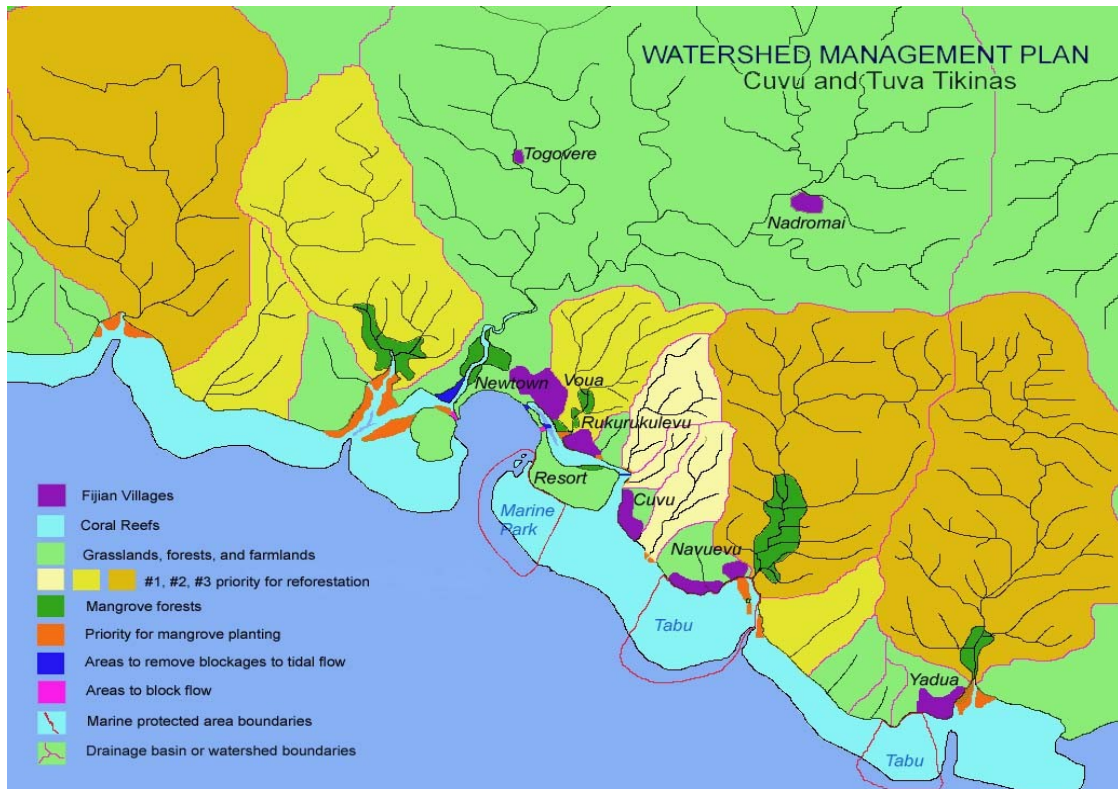 WATERSHED MANAGEMENT PLAN
Cuvu and Tuva Tikinas
Togovere
Nadromai
Newtown
Voua
Rukurukulevu
Resort
Cuvu
Marine
Park
Navuevu
Tabu
Yadua
Tabu
Fijian Villages
Coral Reefs
Grasslands, forests, and farmlands
#1, #2, #3 priority for reforestation
Mangrove forests
Priority for mangrove planting
Areas to remove blockages to tidal flow
Areas to block flow
Marine protected area boundaries
Drainage basin or watershed boundaries